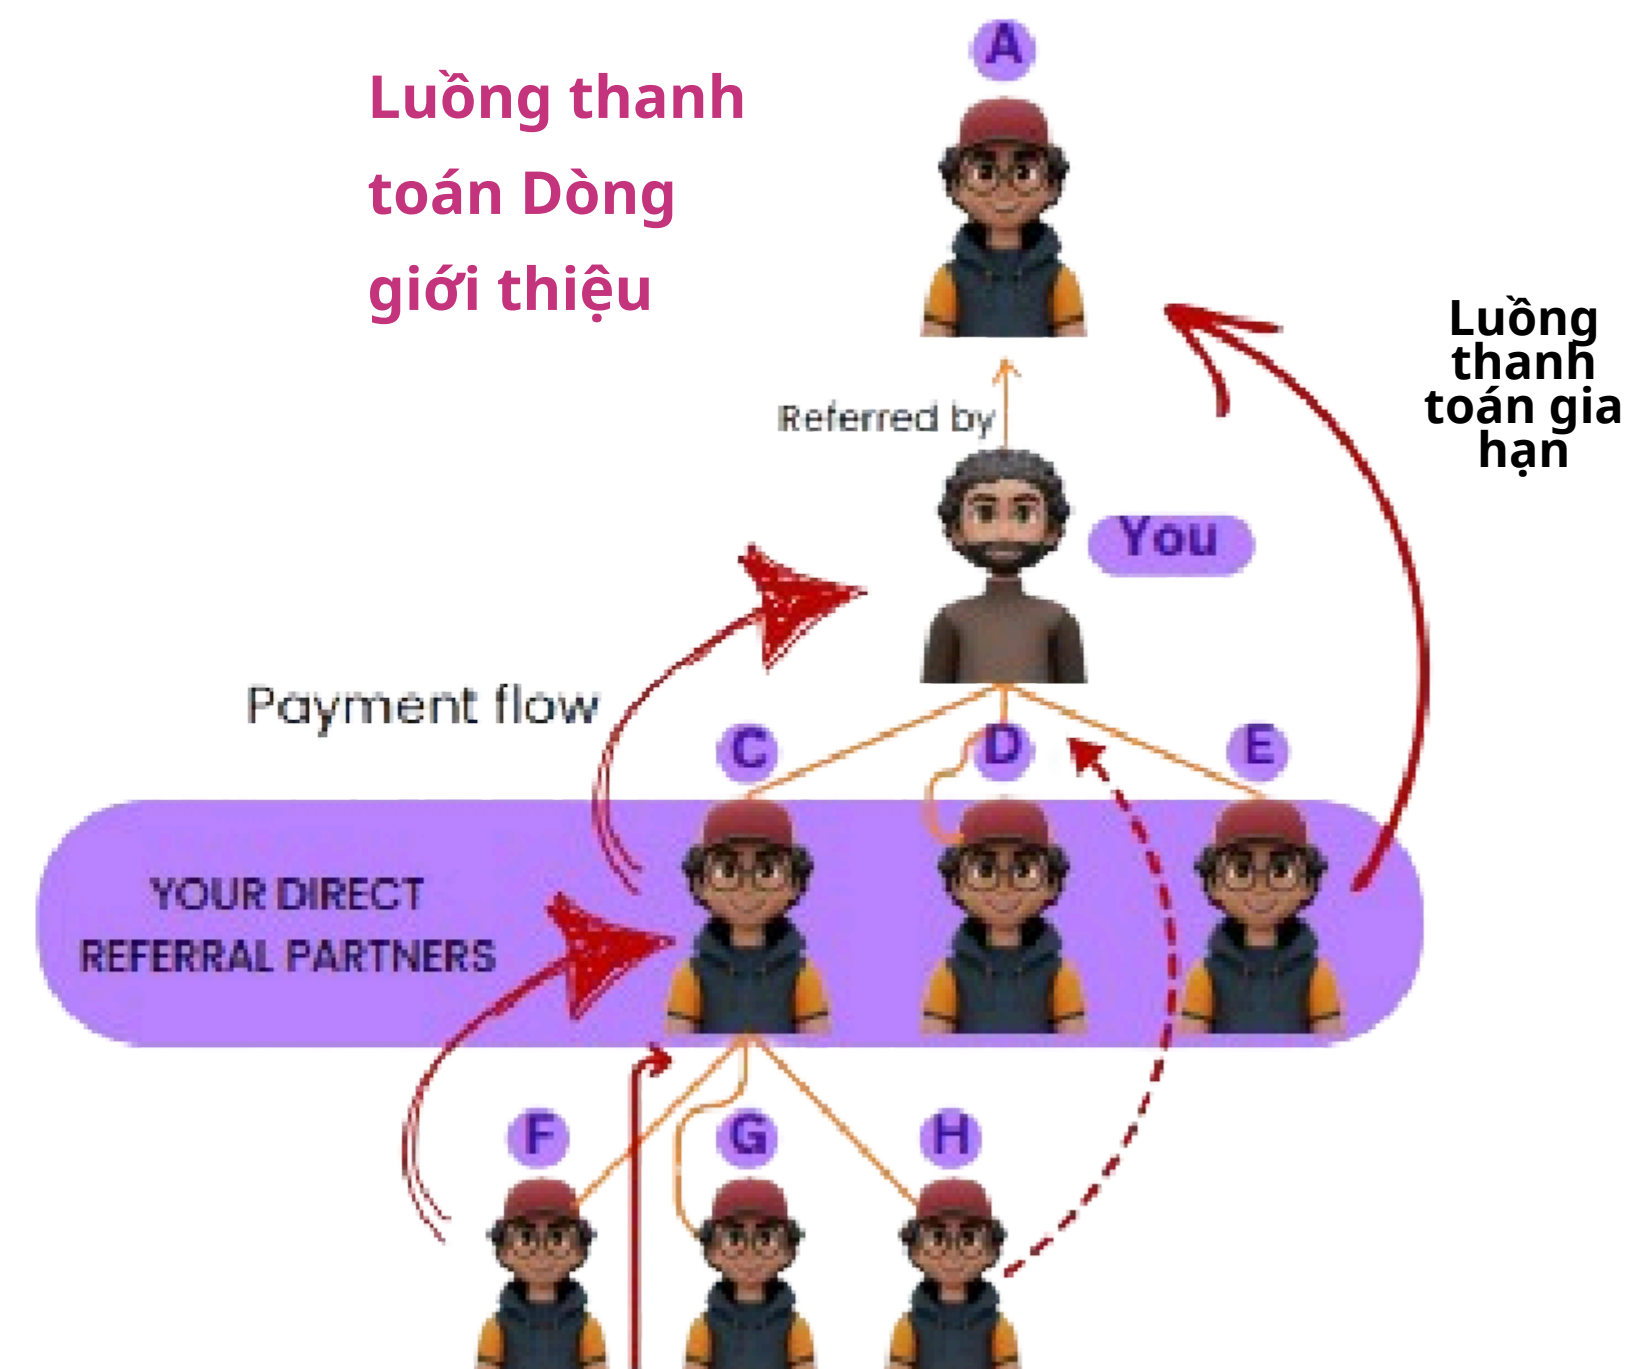 A
Luồng thanh
toán Dòng
giới thiệu
Luồng
thanh
toán gia
hạn
Referred by
You
Payment flow
C D E
YOUR DIRECT
REFERRAL PARTNERS
F G H